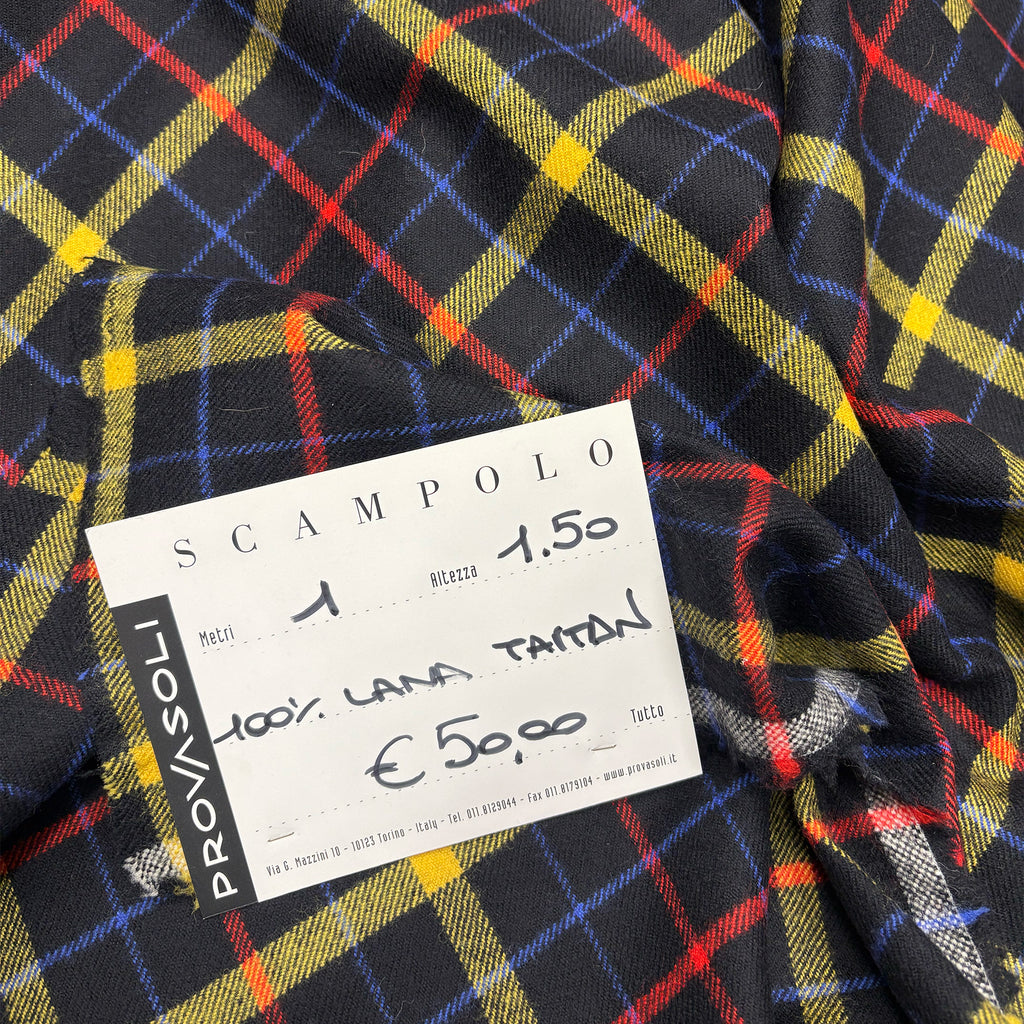 SCAMPOLO
Metri 1 Altezza 1.50
100% LANA TARTAN
€ 50,00 Tutto
Via G. Mazzini 10 - 10123 Torino - Italy - Tel. 011.8129044 - Fax 011.8179104 - www.provasoli.it
PROVASOLI